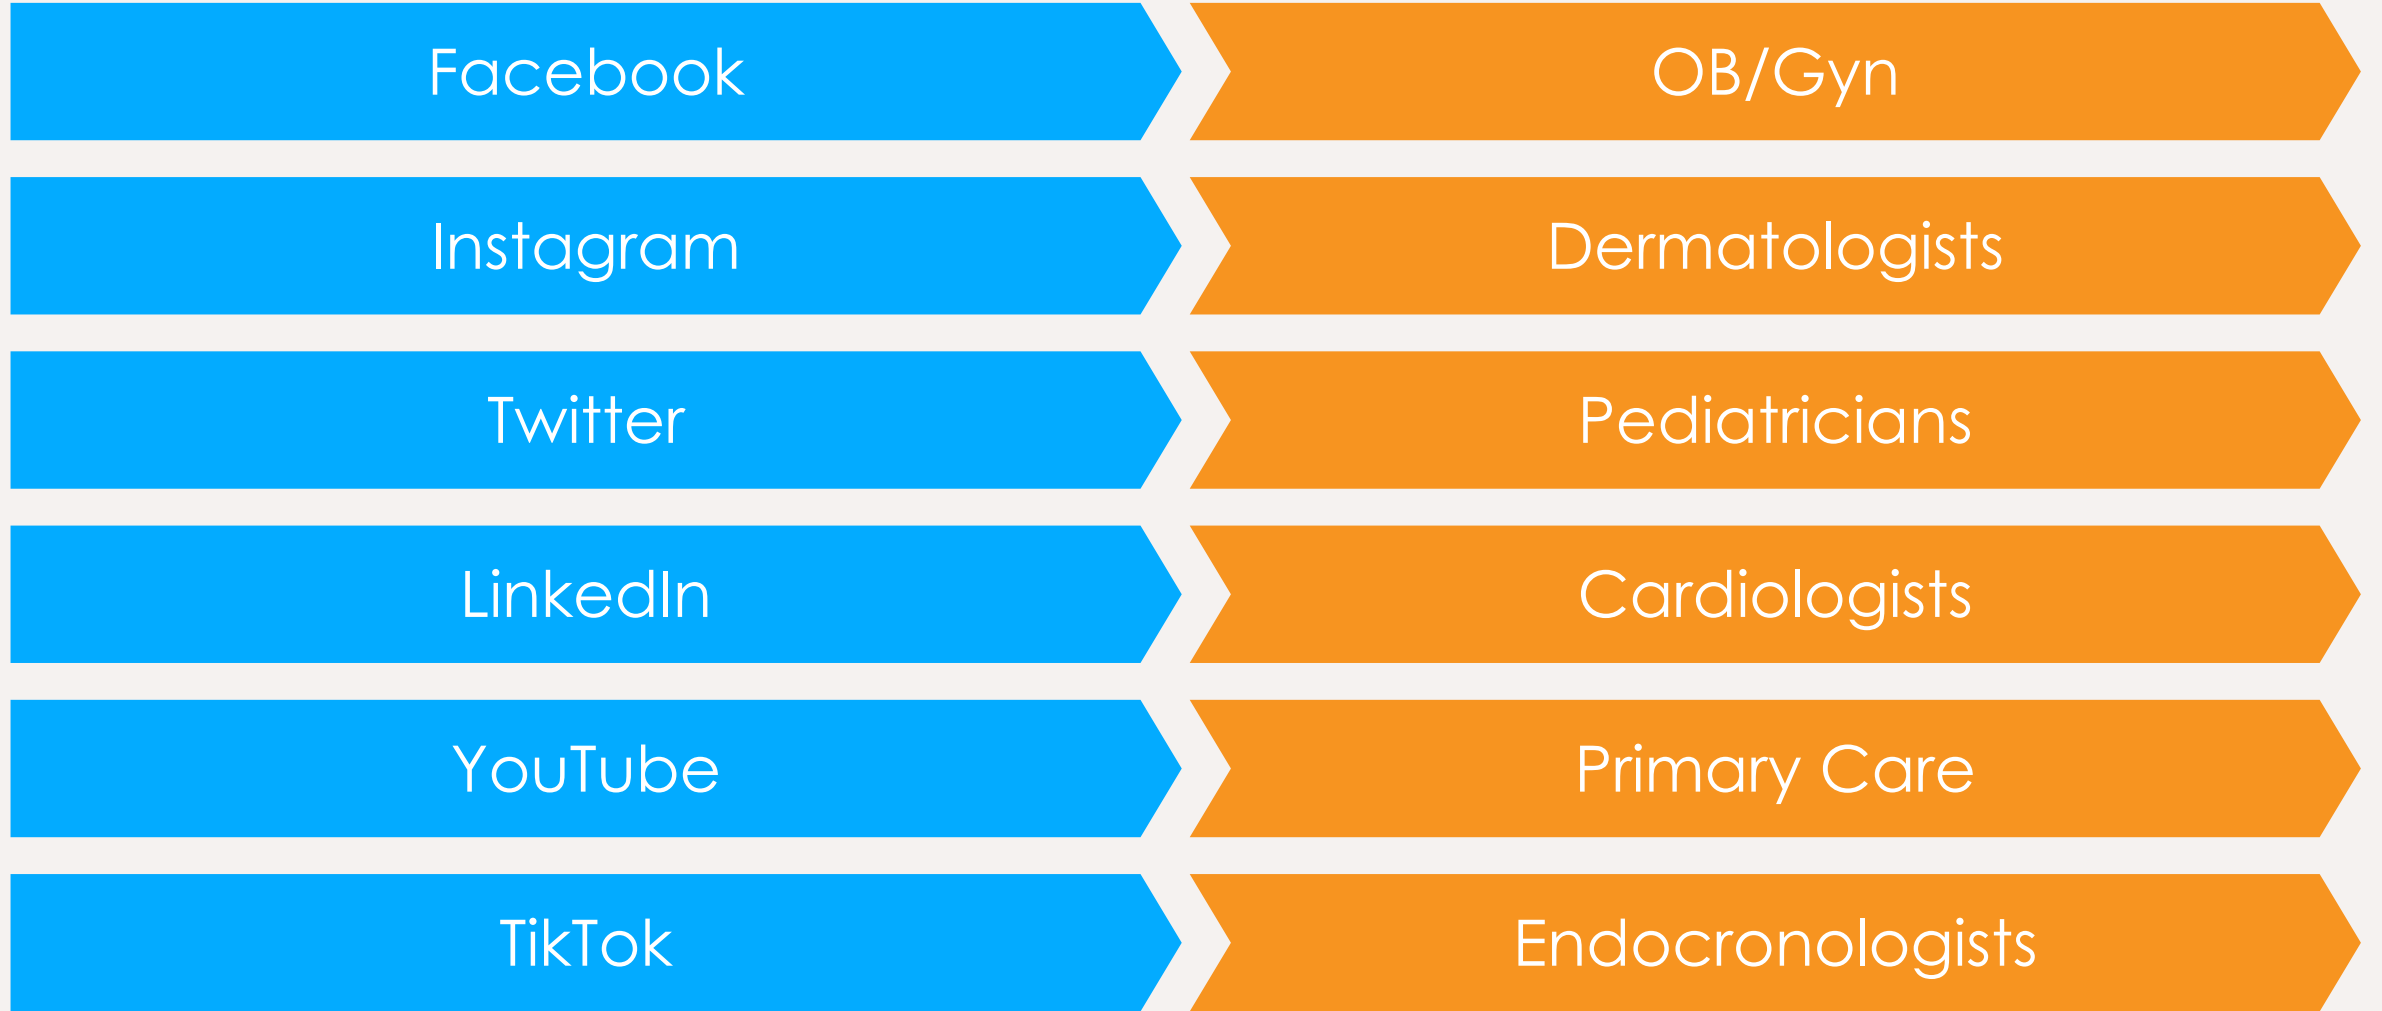 Facebook
OB/Gyn
Instagram
Dermatologists
Twitter
Pediatricians
LinkedIn
Cardiologists
YouTube
Primary Care
TikTok
Endocronologists